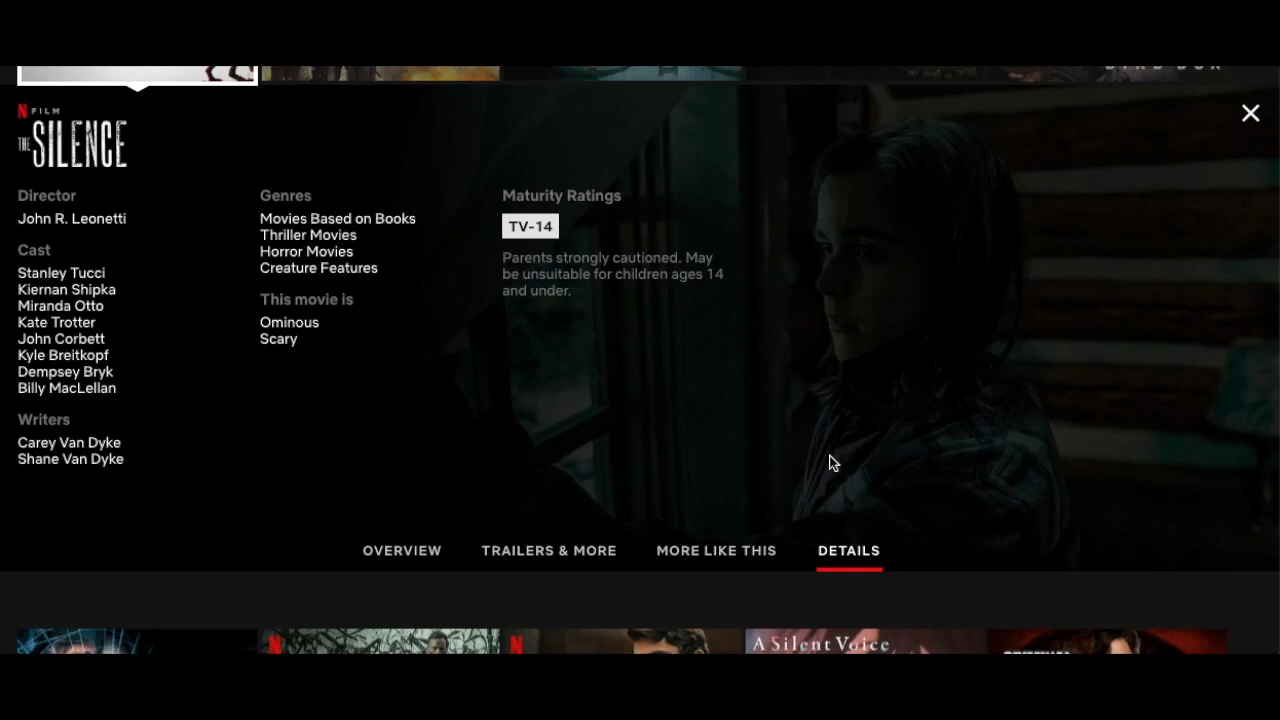 BIRD BOX
N FILM
THE SILENCE
Director
John R. Leonetti
Cast
Stanley Tucci
Kiernan Shipka
Miranda Otto
Kate Trotter
John Corbett
Kyle Breitkopf
Dempsey Bryk
Billy MacLellan
Writers
Carey Van Dyke
Shane Van Dyke
Genres
Movies Based on Books
Thriller Movies
Horror Movies
Creature Features
This movie is
Ominous
Scary
Maturity Ratings
TV-14
Parents strongly cautioned. May
be unsuitable for children ages 14
and under.
OVERVIEW
TRAILERS & MORE
MORE LIKE THIS
DETAILS
N
N
A Silent Voice